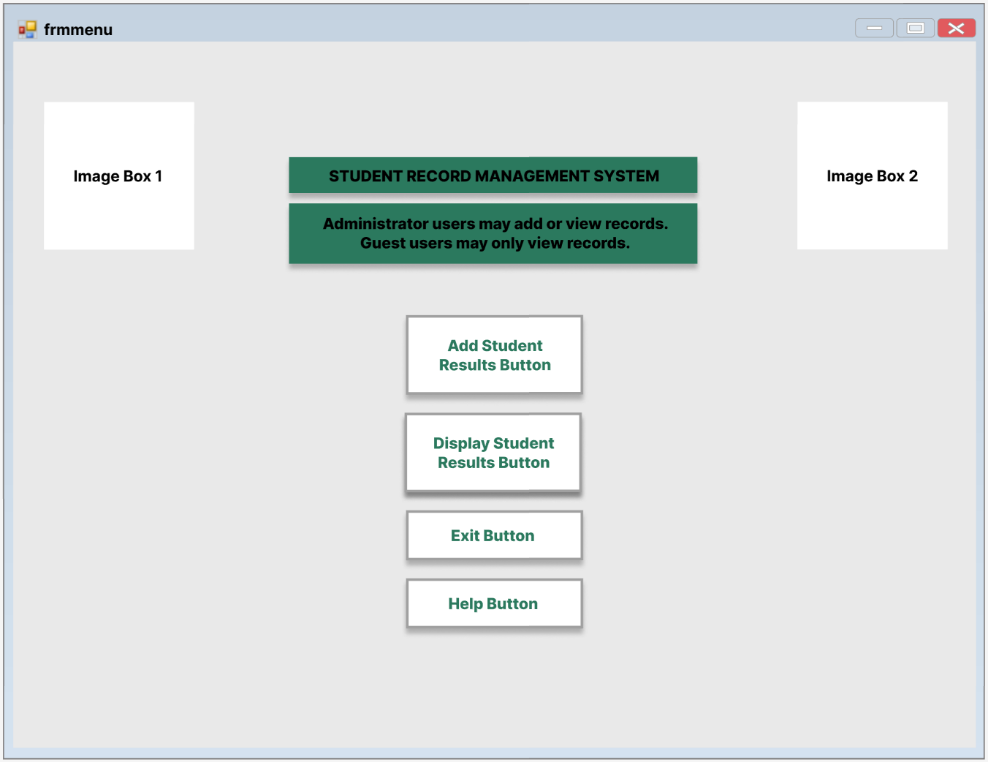 frmmenu
Image Box 1
Image Box 2
STUDENT RECORD MANAGEMENT SYSTEM
Administrator users may add or view records.
Guest users may only view records.
Add Student
Results Button
Display Student
Results Button
Exit Button
Help Button